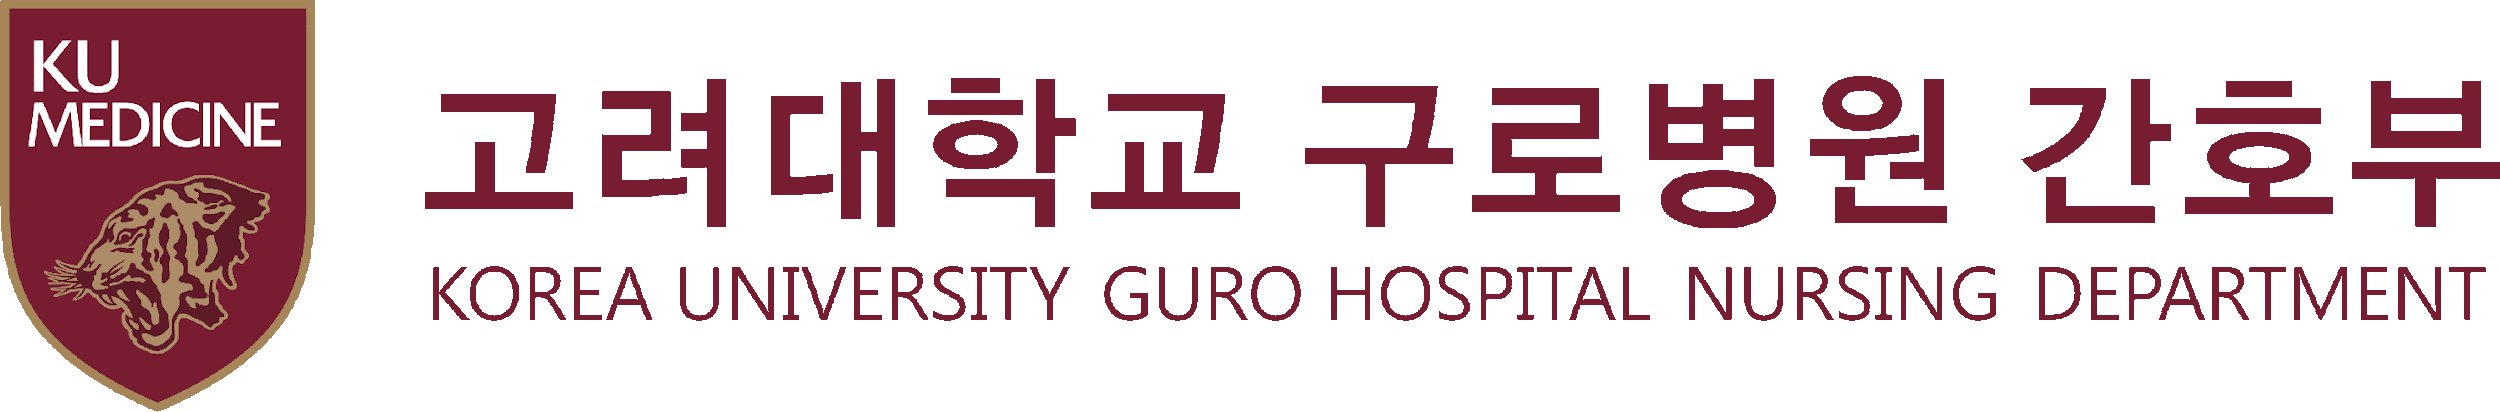 KU
MEDICINE
고려대학교 구로병원 간호부
KOREA UNIVERSITY GURO HOSPITAL NURSING DEPARTMENT